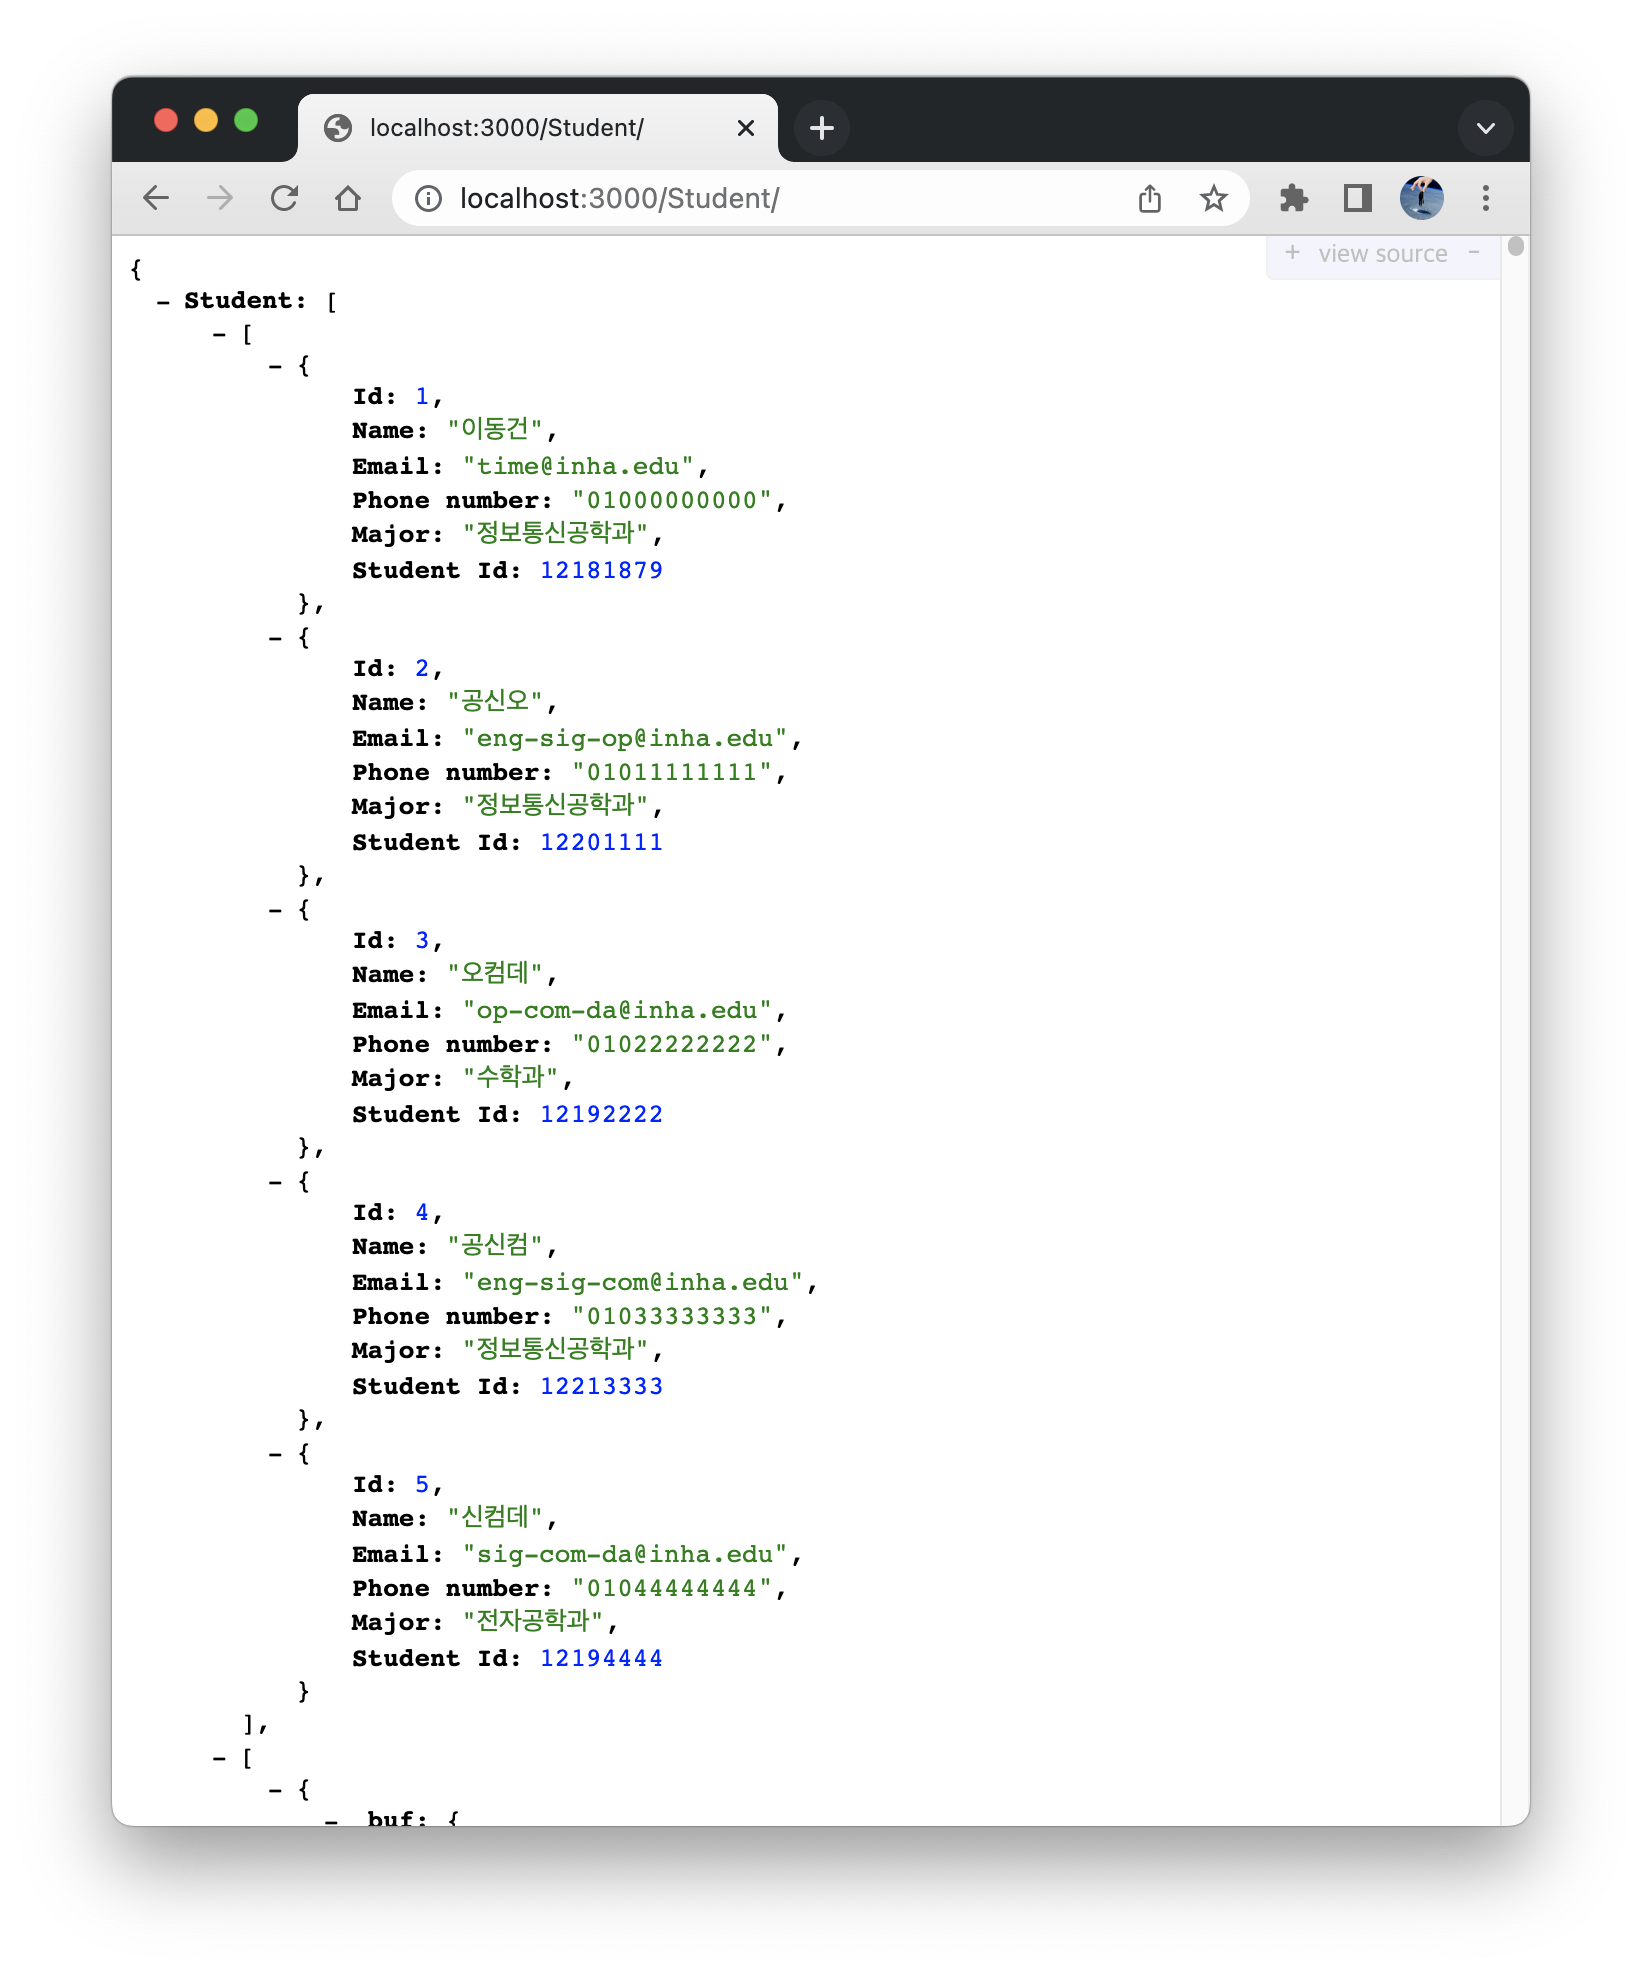 localhost:3000/Student/
localhost:3000/Student/
+ view source -
{
- Student: [
- [
- {
Id: 1,
Name: "이동건",
Email: "time@inha.edu",
Phone number: "01000000000",
Major: "정보통신공학과",
Student Id: 12181879
},
- {
Id: 2,
Name: "공신오",
Email: "eng-sig-op@inha.edu",
Phone number: "01011111111",
Major: "정보통신공학과",
Student Id: 12201111
},
- {
Id: 3,
Name: "오컴데",
Email: "op-com-da@inha.edu",
Phone number: "01022222222",
Major: "수학과",
Student Id: 12192222
},
- {
Id: 4,
Name: "공신컴",
Email: "eng-sig-com@inha.edu",
Phone number: "01033333333",
Major: "정보통신공학과",
Student Id: 12213333
},
- {
Id: 5,
Name: "신컴데",
Email: "sig-com-da@inha.edu",
Phone number: "01044444444",
Major: "전자공학과",
Student Id: 12194444
}
],
- [
- {
- buf: {